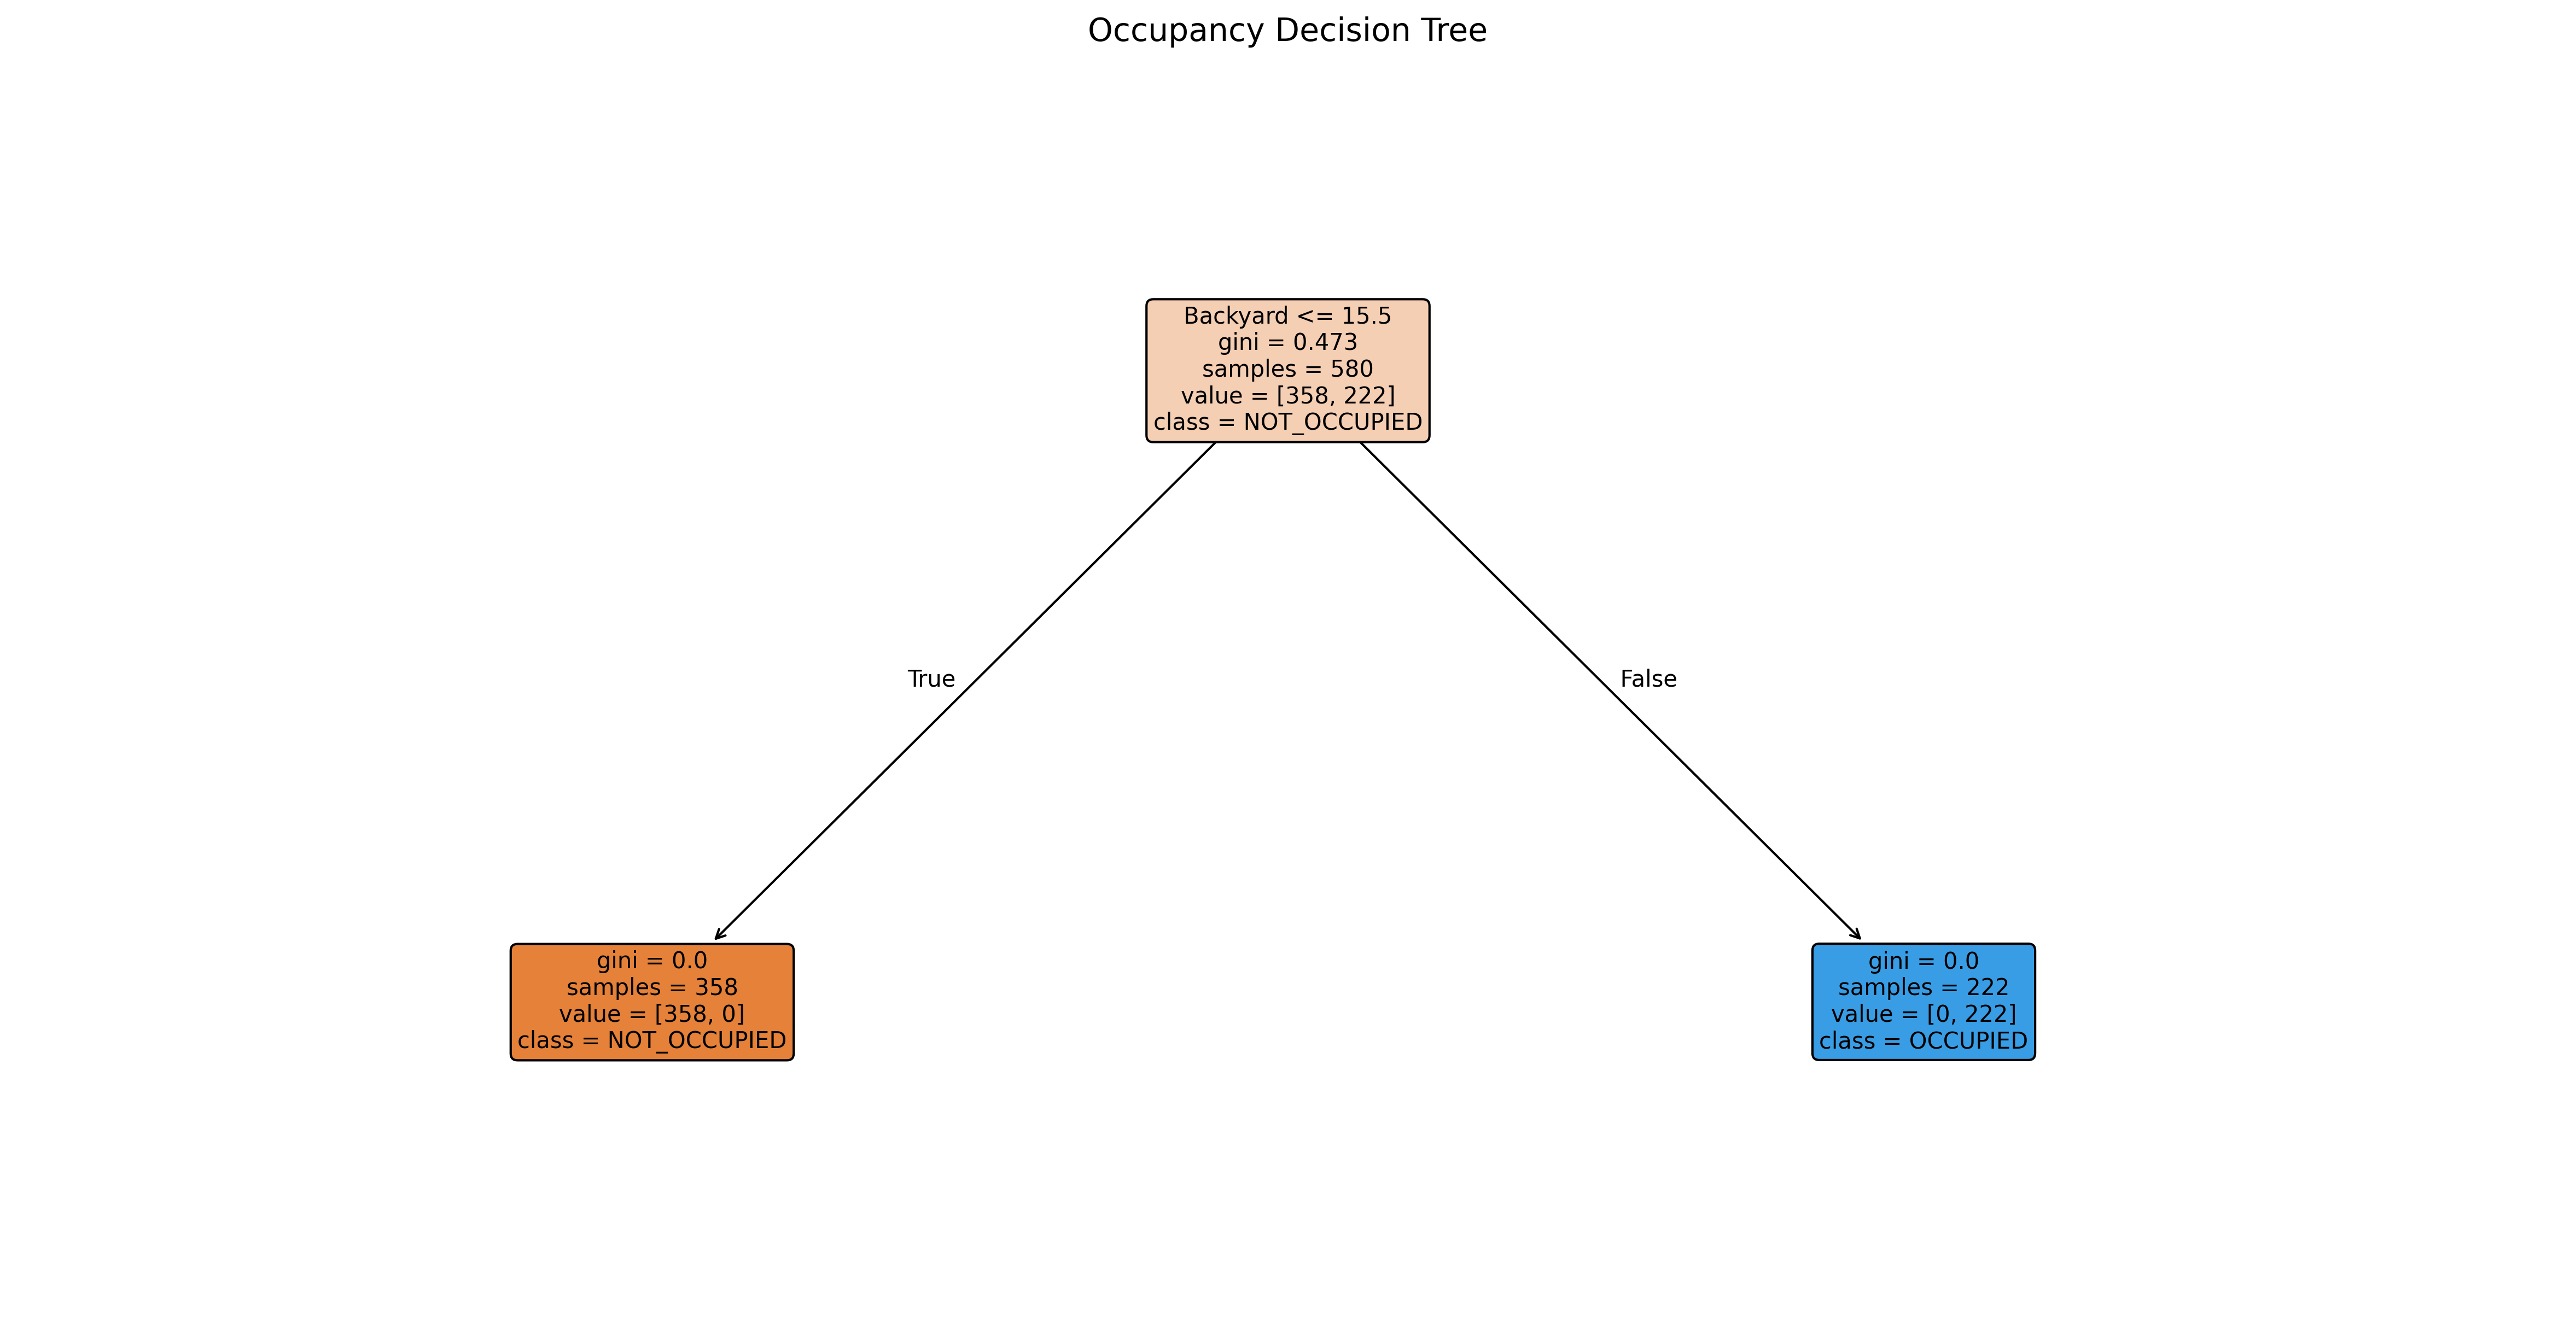 Occupancy Decision Tree
Backyard <= 15.5
gini = 0.473
samples = 580
value = [358, 222]
class = NOT_OCCUPIED
True
False
gini = 0.0
samples = 358
value = [358, 0]
class = NOT_OCCUPIED
gini = 0.0
samples = 222
value = [0, 222]
class = OCCUPIED